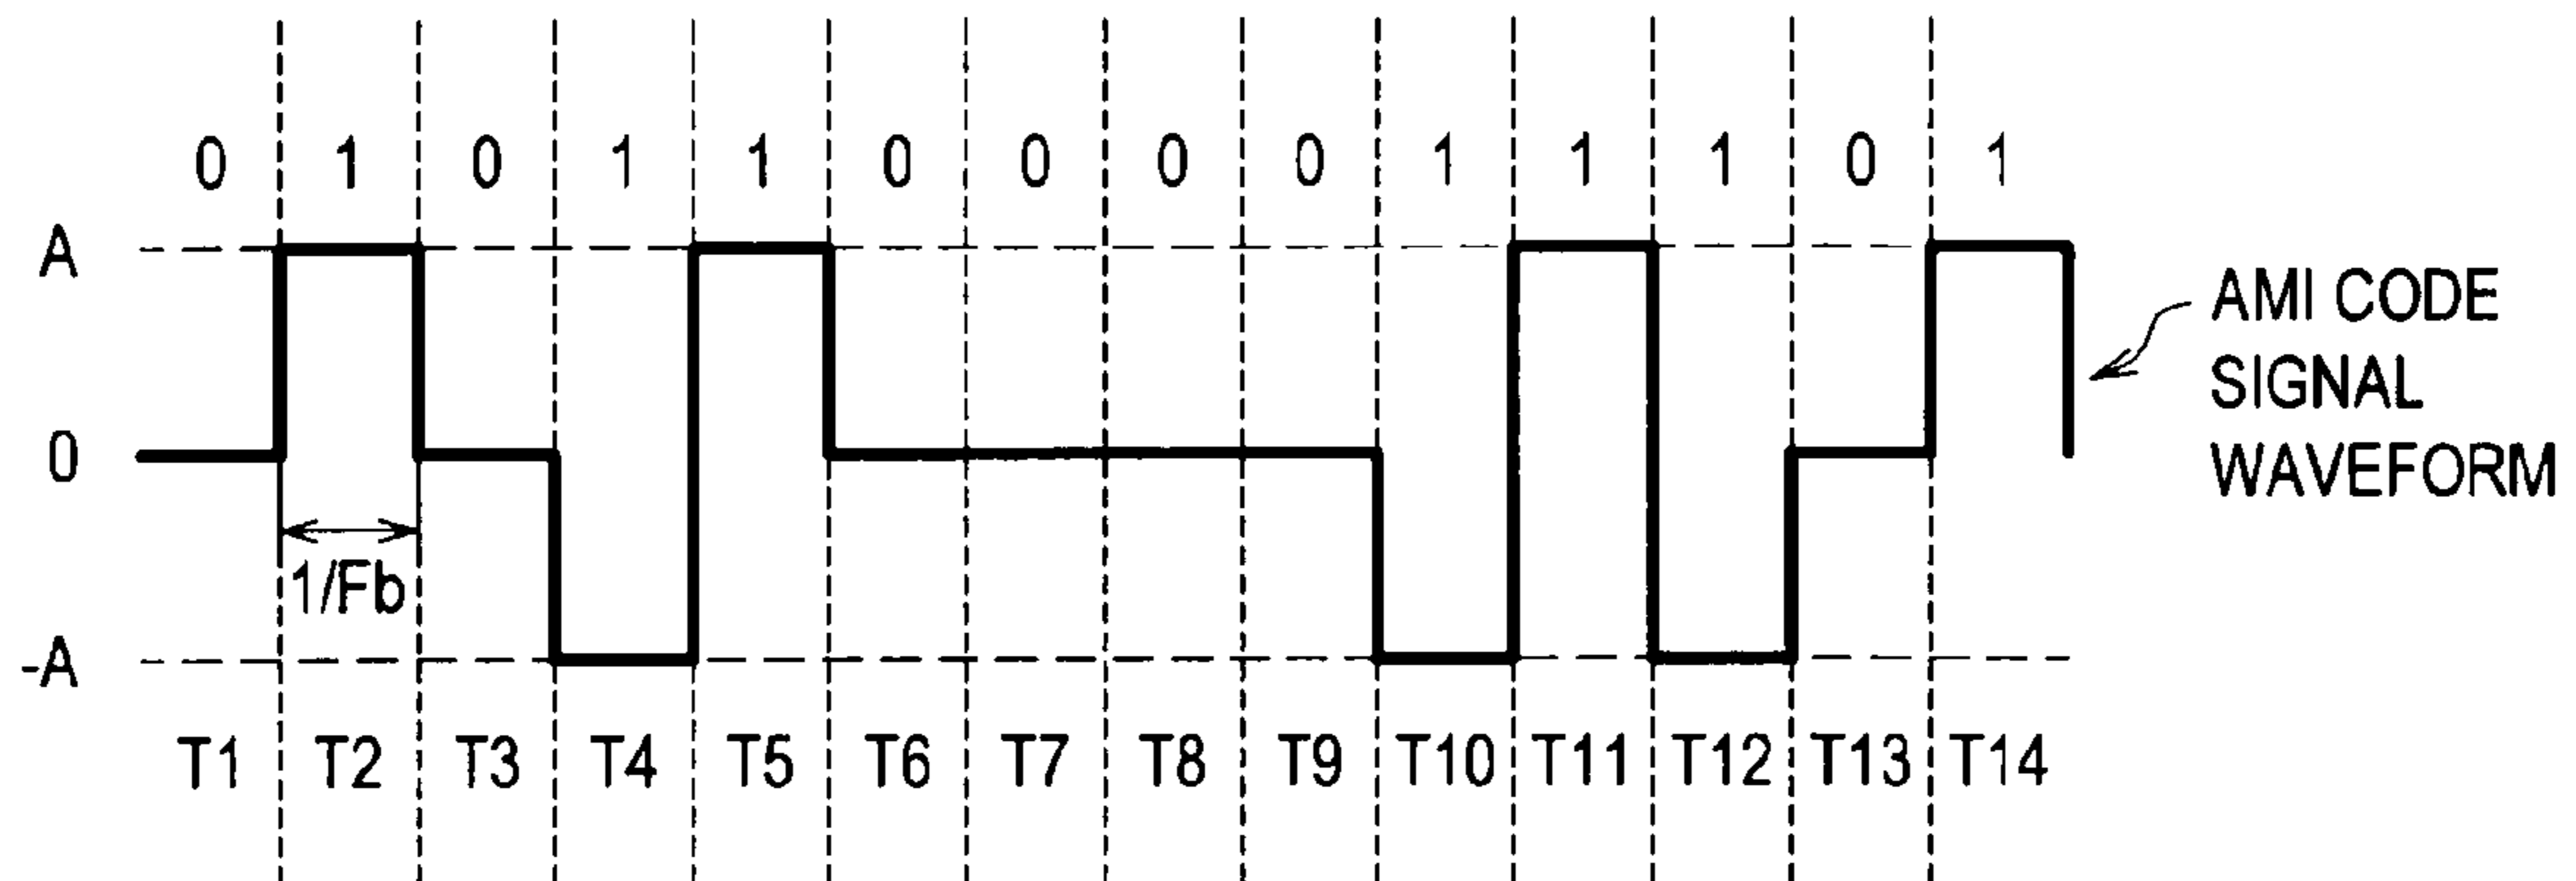 0 1 0 1 1 0 0 0 0 1 1 1 0 1
A
AMI CODE
SIGNAL
WAVEFORM
0
1/Fb
-A
T1 T2 T3 T4 T5 T6 T7 T8 T9 T10 T11 T12 T13 T14